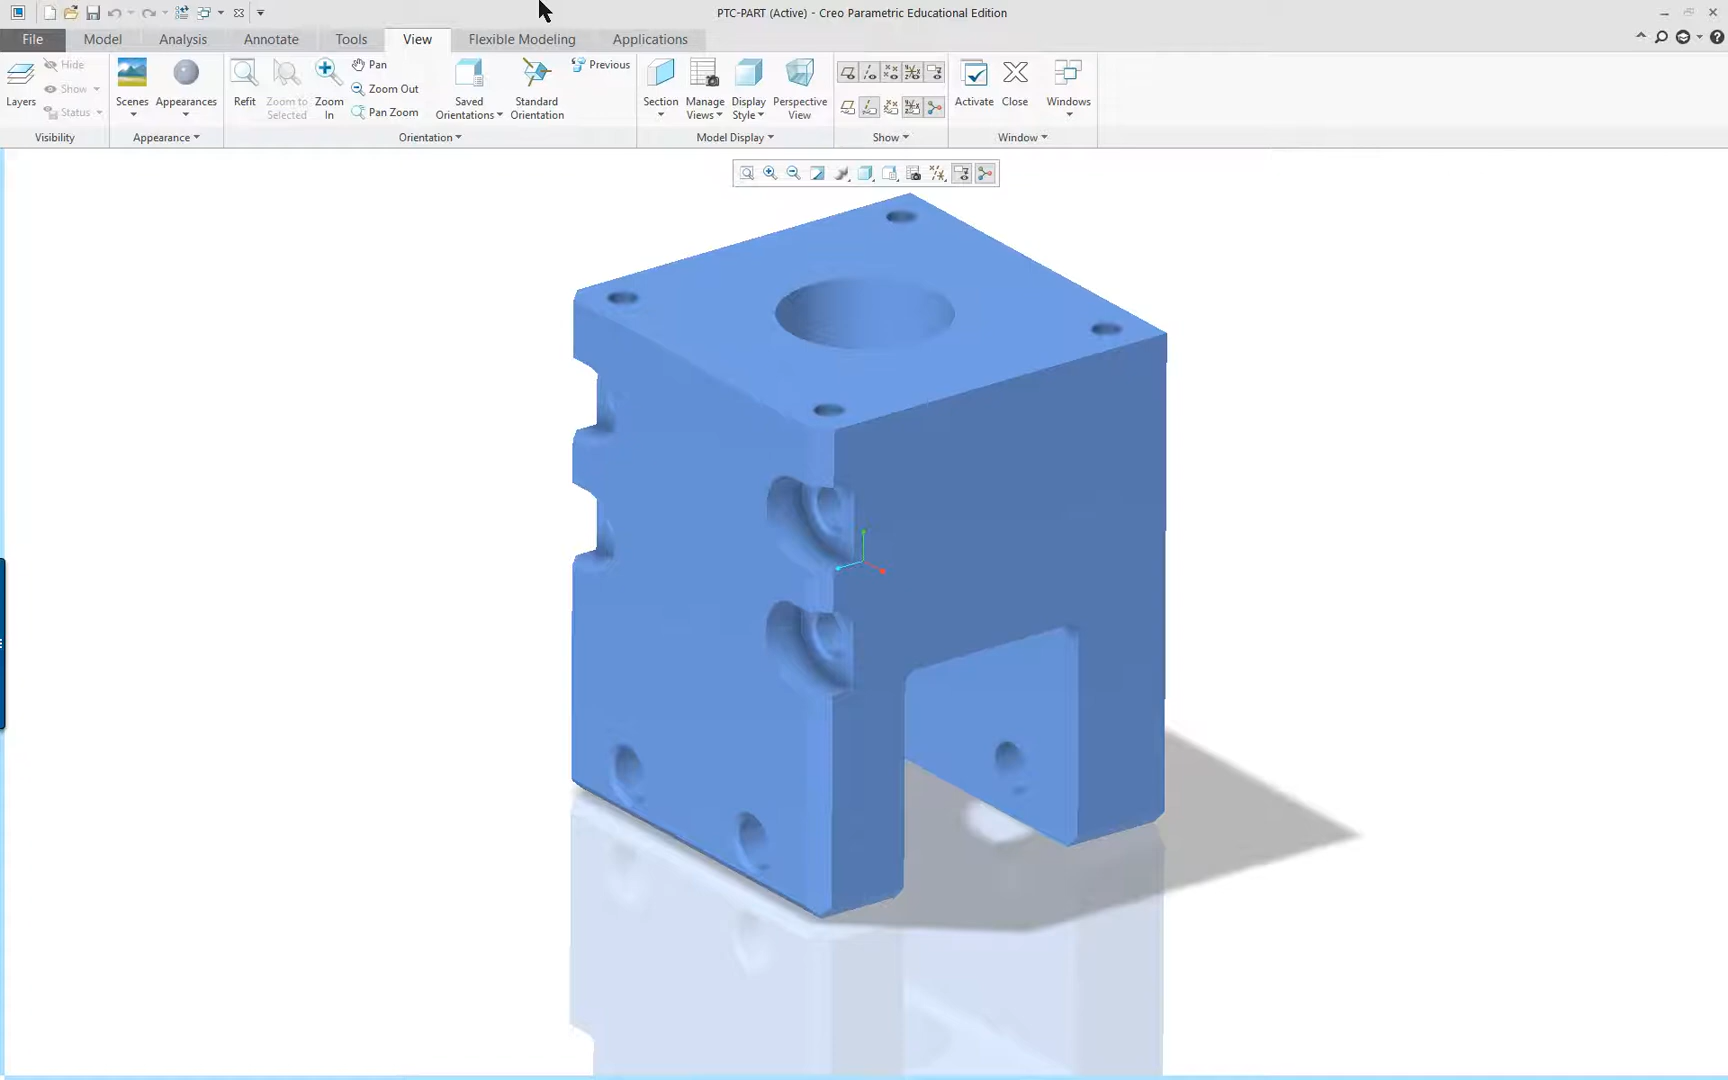 PTC-PART (Active) - Creo Parametric Educational Edition
File Model Analysis Annotate Tools View Flexible Modeling Applications
Hide Pan Previous
Show Zoom Out
Layers Scenes Appearances Refit Zoom to Zoom Saved Standard Section Manage Display Perspective Activate Close Windows
Status Selected In Pan Zoom Orientations Orientation Views Style View
Visibility Appearance Orientation Model Display Show Window